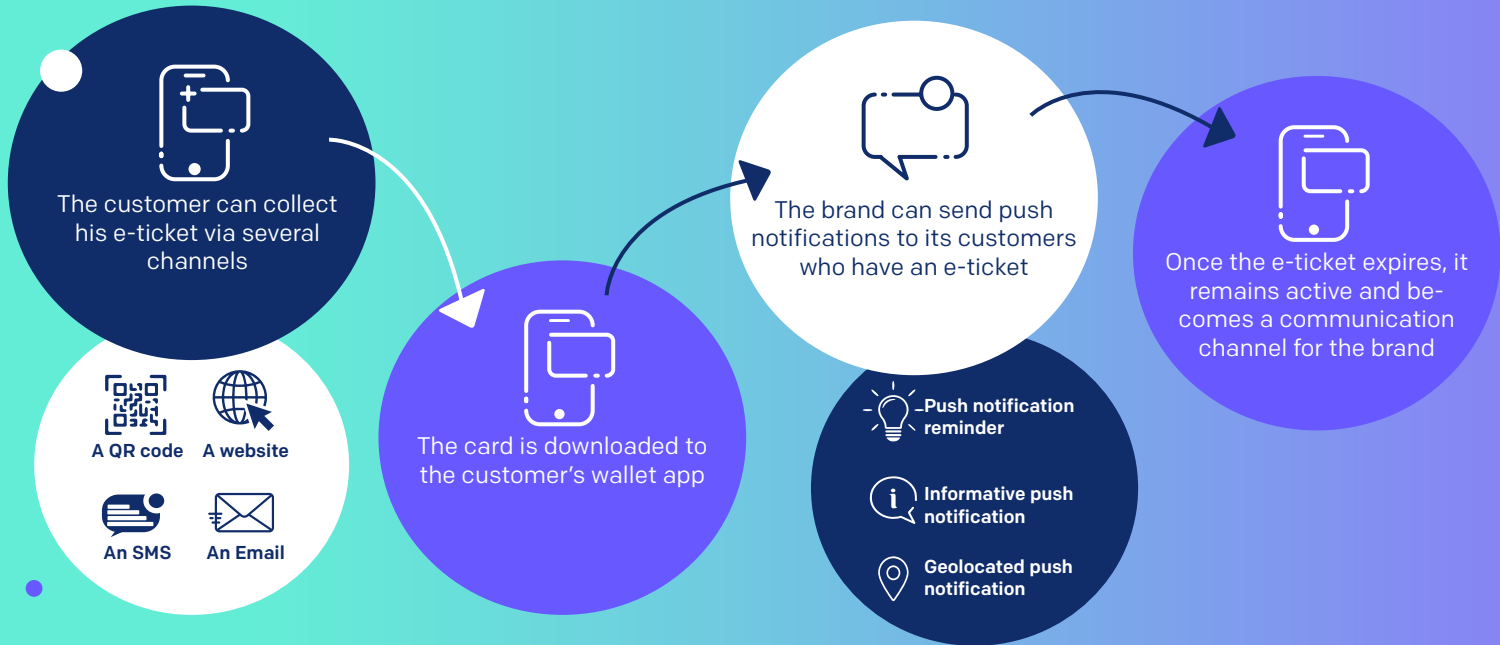 The customer can collect
his e-ticket via several
channels
A QR code
A website
An SMS
An Email
The card is downloaded to
the customer's wallet app
The brand can send push
notifications to its customers
who have an e-ticket
Push notification
reminder
i
Informative push
notification
Geolocated push
notification
Once the e-ticket expires, it
remains active and be-
comes a communication
channel for the brand